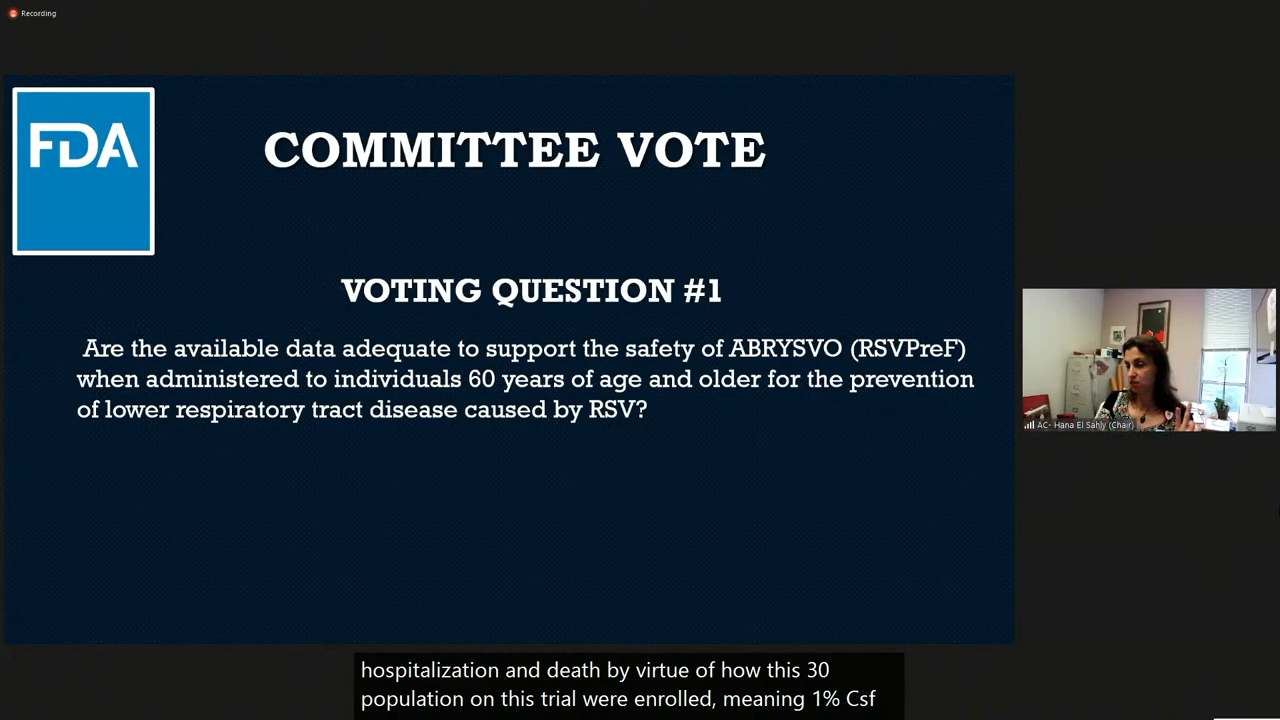 Recording
FDA
COMMITTEE VOTE
VOTING QUESTION #1
Are the available data adequate to support the safety of ABRYSVO (RSVPreF)
when administered to individuals 60 years of age and older for the prevention
of lower respiratory tract disease caused by RSV?
AC- Hana El Sahly (Chair)
hospitalization and death by virtue of how this 30
population on this trial were enrolled, meaning 1% Csf